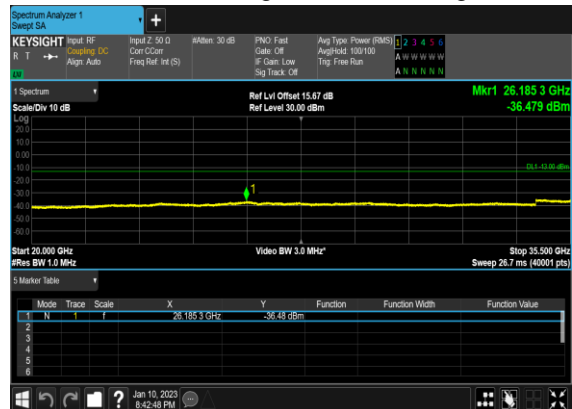 Spectrum Analyzer 1
Swept SA
+
KEYSIGHT Input: RF Input Z: 50 Ω #Atten: 30 dB PNO: Fast Avg Type: Power (RMS) 1 2 3 4 5 6
R T Coupling: DC Corr CCorr Gate: Off Avg|Hold: 100/100 A W W W W W
Align: Auto Freq Ref: Int (S) IF Gain: Low Trig: Free Run
Sig Track: Off A N N N N N
1 Spectrum
Ref Lvl Offset 15.67 dB Mkr1 26.185 3 GHz
Scale/Div 10 dB Ref Level 30.00 dBm -36.479 dBm
Log
20.0
10.0
0.00
-10.0
DL1 -13.00 dBm
-20.0
-30.0
1
-40.0
-50.0
-60.0
Start 20.000 GHz Video BW 3.0 MHz* Stop 35.500 GHz
#Res BW 1.0 MHz Sweep 26.7 ms (40001 pts)
5 Marker Table
Mode Trace Scale X Y Function Function Width Function Value
1 N 1 f 26.185 3 GHz -36.48 dBm
2
3
4
5
6
? Jan 10, 2023
8:42:48 PM